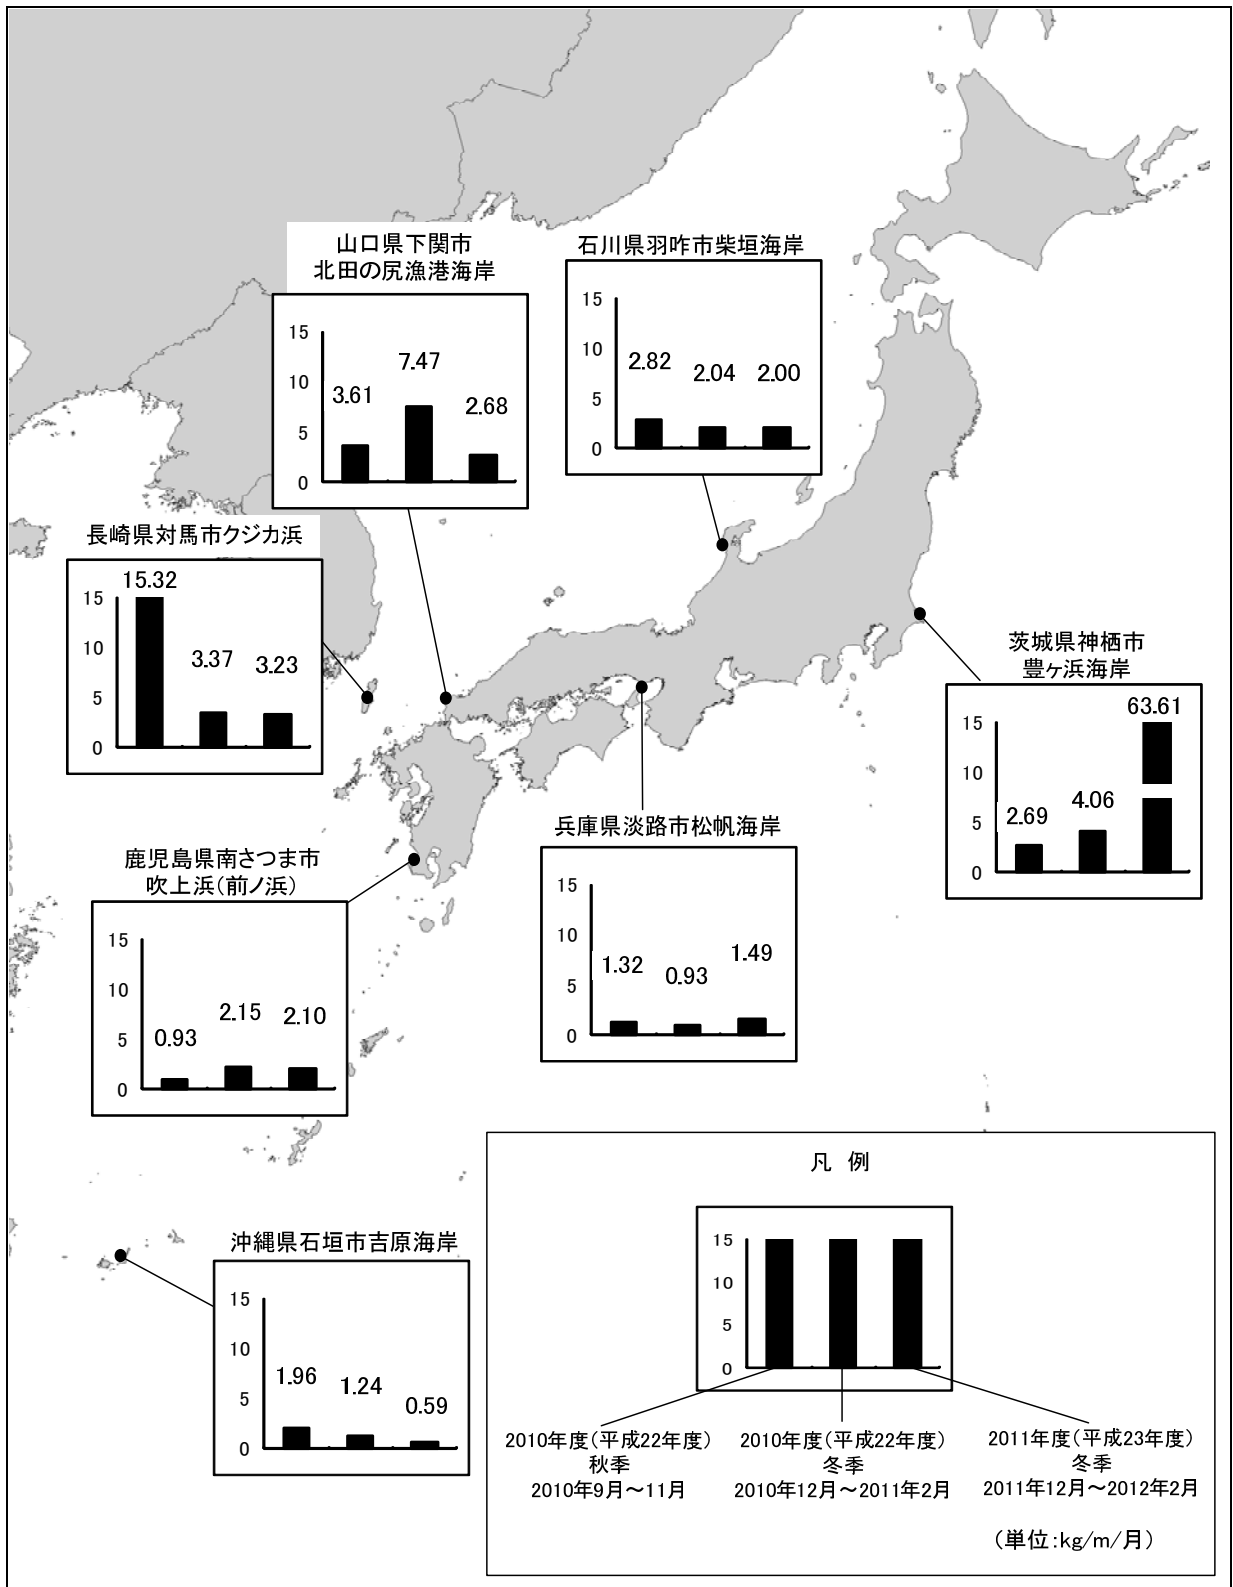 山口県下関市
北田の尻漁港海岸
15
10
5
0
3.61
7.47
2.68
石川県羽咋市柴垣海岸
15
10
5
0
2.82
2.04
2.00
長崎県対馬市クジカ浜
15
10
5
0
15.32
3.37
3.23
茨城県神栖市
豊ヶ浜海岸
15
10
5
0
2.69
4.06
63.61
兵庫県淡路市松帆海岸
15
10
5
0
1.32
0.93
1.49
鹿児島県南さつま市
吹上浜(前ノ浜)
15
10
5
0
0.93
2.15
2.10
沖縄県石垣市吉原海岸
15
10
5
0
1.96
1.24
0.59
凡 例
15
10
5
0
2010年度(平成22年度)
秋季
2010年9月～11月
2010年度(平成22年度)
冬季
2010年12月～2011年2月
2011年度(平成23年度)
冬季
2011年12月～2012年2月
(単位:kg/m/月)